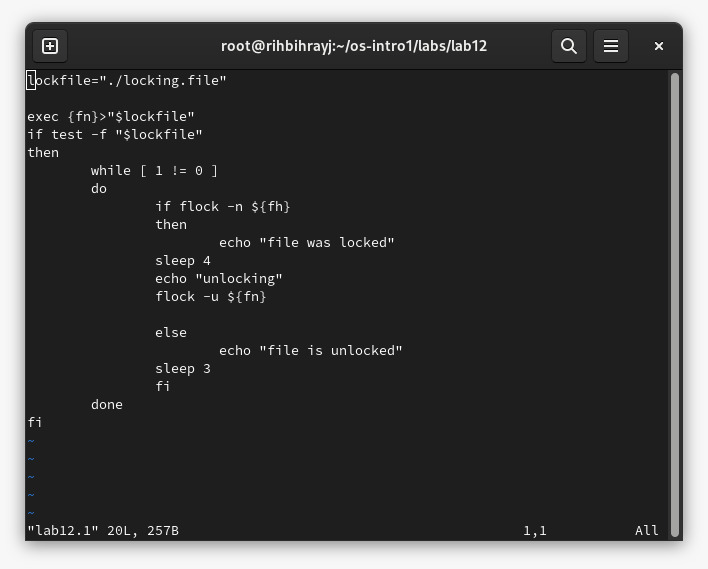 root@rihbihrayj:~/os-intro1/labs/lab12
lockfile="./locking.file"

exec {fn}>"$lockfile"
if test -f "$lockfile"
then
        while [ 1 != 0 ]
        do
                if flock -n ${fh}
                then
                        echo "file was locked"
                sleep 4
                echo "unlocking"
                flock -u ${fn}

                else
                        echo "file is unlocked"
                sleep 3
                fi
        done
fi
~
~
~
~
~
"lab12.1" 20L, 257B 1,1 All